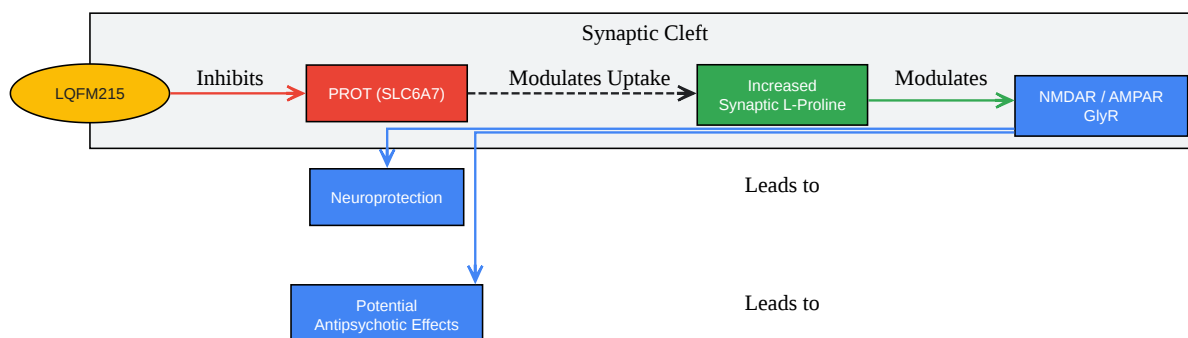 Synaptic Cleft
LQFM215
Inhibits
PROT (SLC6A7)
Modulates Uptake
Increased
Synaptic L-Proline
Modulates
NMDAR / AMPAR
GlyR
Neuroprotection
Leads to
Potential
Antipsychotic Effects
Leads to